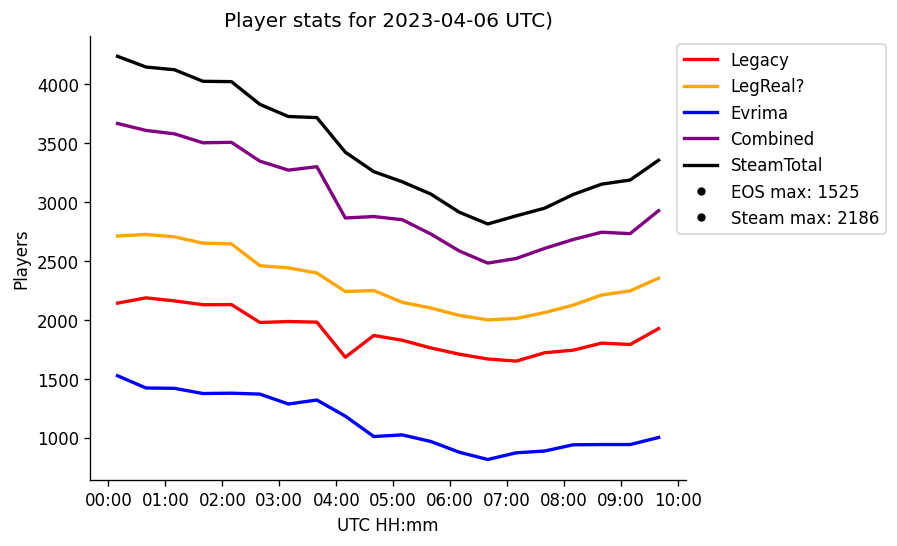 Player stats for 2023-04-06 UTC)
Legacy
LegReal?
Evrima
Combined
SteamTotal
EOS max: 1525
Steam max: 2186
Players
4000
3500
3000
2500
2000
1500
1000
00:00 01:00 02:00 03:00 04:00 05:00 06:00 07:00 08:00 09:00 10:00
UTC HH:mm